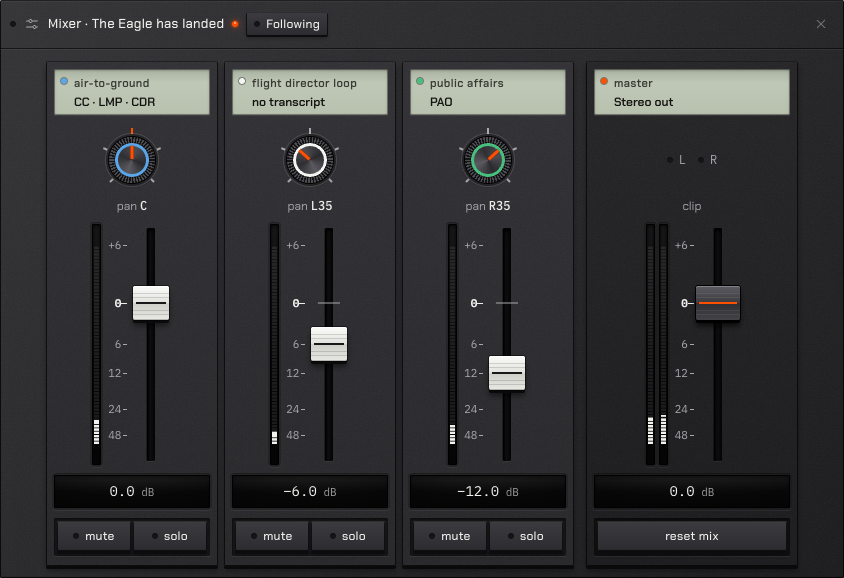 Mixer · The Eagle has landed
Following
air-to-ground
CC · LMP · CDR
pan C
+6
0
6
12
24
48
0.0 dB
mute
solo
flight director loop
no transcript
pan L35
+6
0
6
12
24
48
−6.0 dB
mute
solo
public affairs
PAO
pan R35
+6
0
6
12
24
48
−12.0 dB
mute
solo
master
Stereo out
L R
clip
+6
0
6
12
24
48
0.0 dB
reset mix